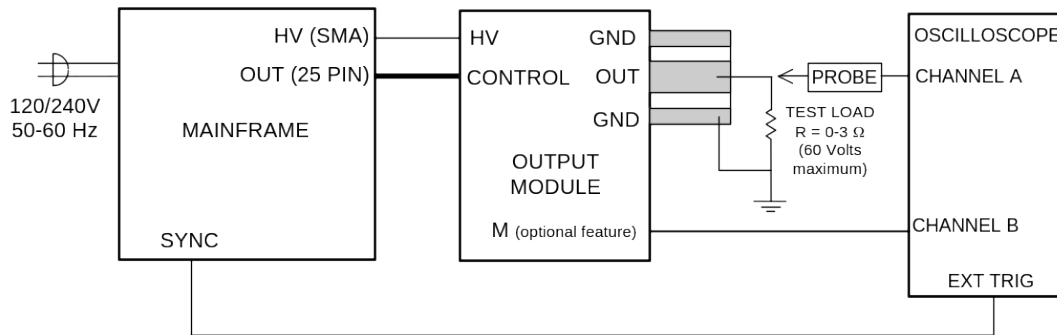 120/240V
50-60 Hz
HV (SMA)
OUT (25 PIN)
MAINFRAME
SYNC
HV
CONTROL
GND
OUT
GND
OUTPUT
MODULE
M (optional feature)
PROBE
TEST LOAD
R = 0-3 Ω
(60 Volts
maximum)
OSCILLOSCOPE
CHANNEL A
CHANNEL B
EXT TRIG